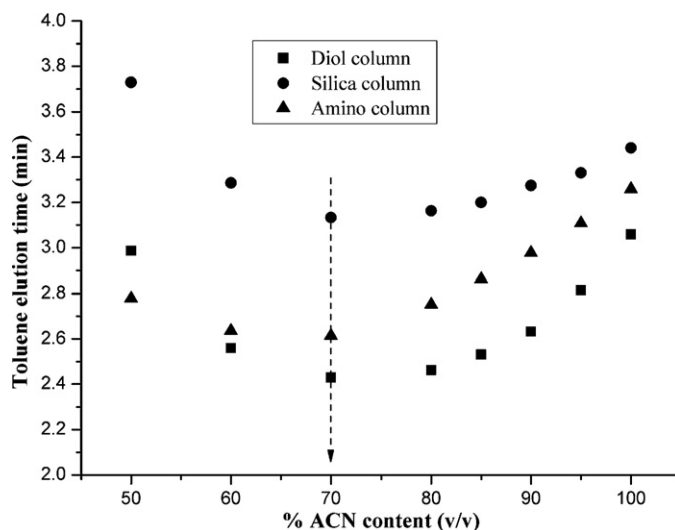 4.0
3.8
3.6
3.4
3.2
3.0
2.8
2.6
2.4
2.2
2.0
Toluene elution time (min)
Diol column
Silica column
Amino column
50 60 70 80 90 100
% ACN content (v/v)